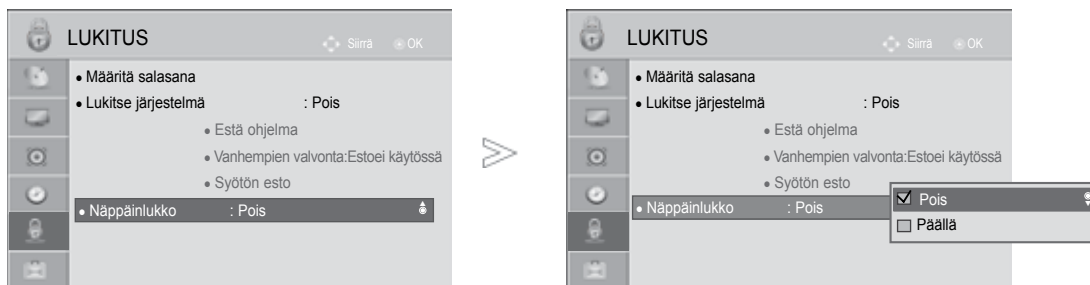 LUKITUS
Siirrä OK
• Määritä salasana
• Lukitse järjestelmä : Pois
• Estä ohjelma
• Vanhempien valvonta:Estoei käytössä
• Syötön esto
• Näppäinlukko : Pois
LUKITUS
Siirrä OK
• Määritä salasana
• Lukitse järjestelmä : Pois
• Estä ohjelma
• Vanhempien valvonta:Estoei käytössä
• Syötön esto
• Näppäinlukko : Pois
Pois
Päällä